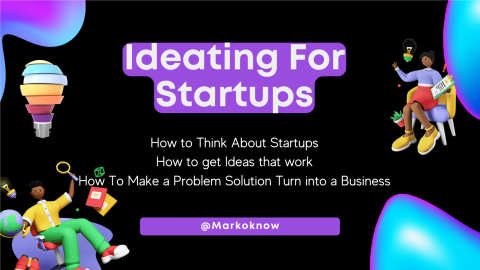 Ideating For
Startups
How to Think About Startups
How to get Ideas that work
How To Make a Problem Solution Turn into a Business
@Markoknow